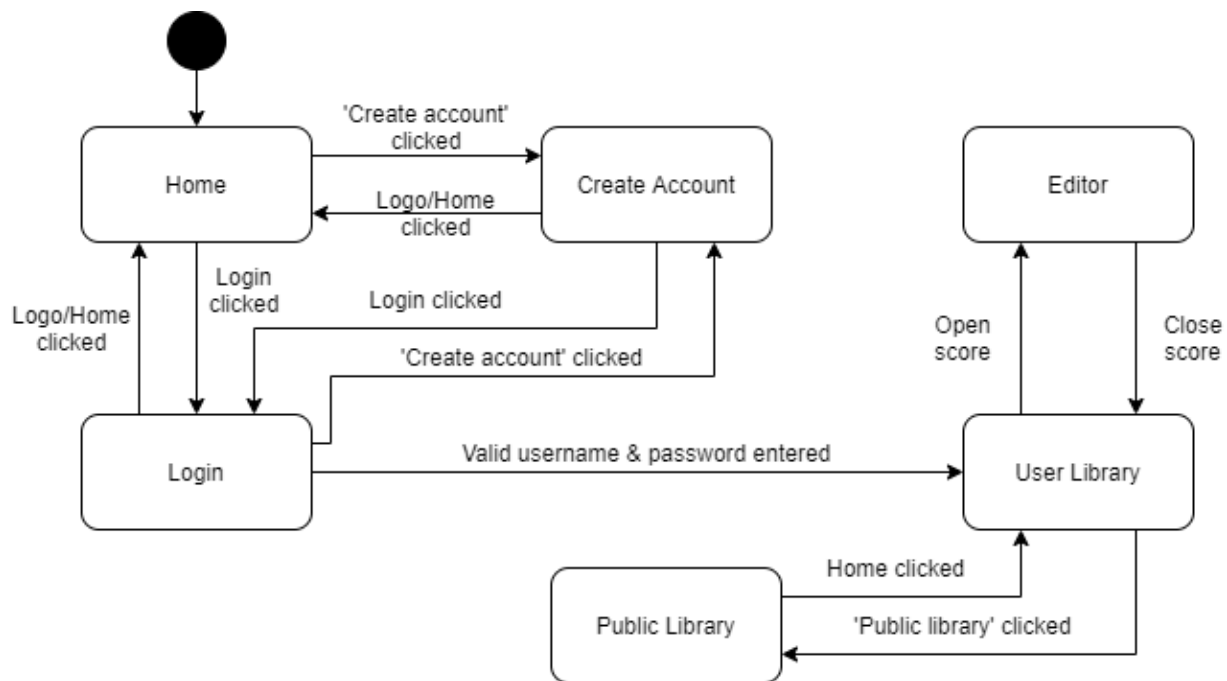 'Create account'
clicked
Home
Create Account
Editor
Logo/Home
clicked
Login
clicked
Login clicked
Logo/Home
clicked
Open
score
Close
score
'Create account' clicked
Valid username & password entered
Login
User Library
Home clicked
Public Library
'Public library' clicked